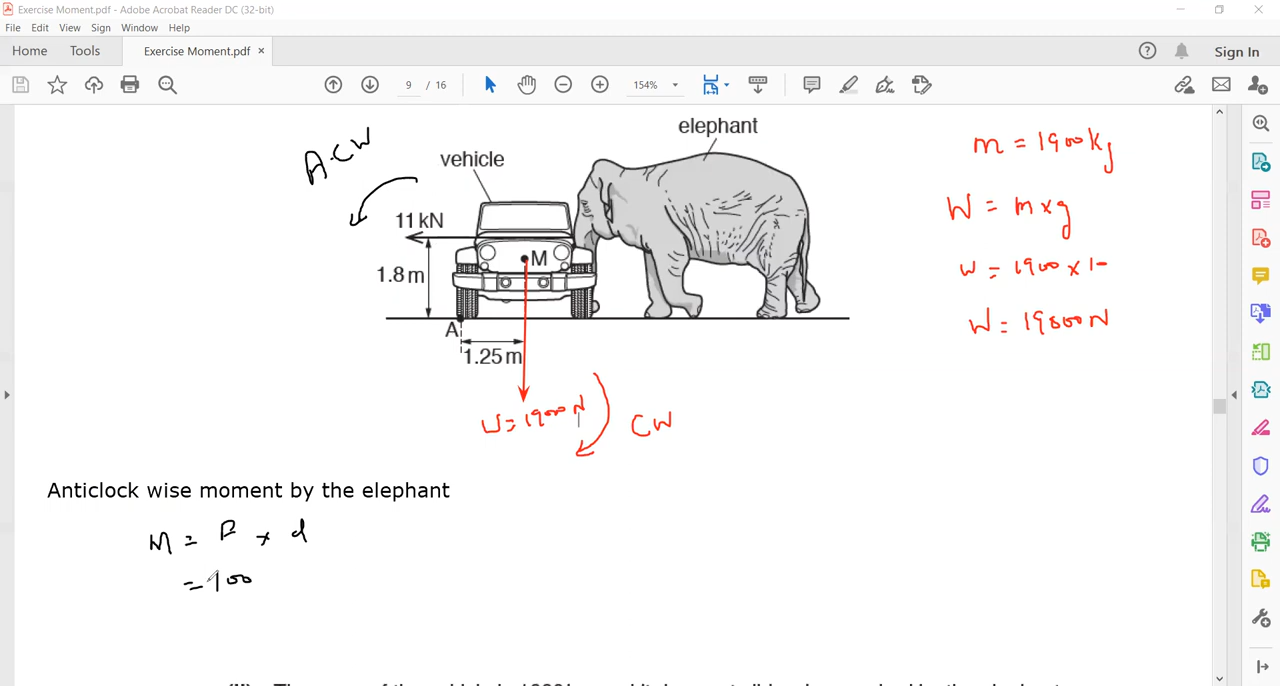 Exercise Moment.pdf - Adobe Acrobat Reader DC (32-bit)
File Edit View Sign Window Help
Home Tools Exercise Moment.pdf × Sign In
9 / 16 154%
elephant
m = 1900 kg
A.CW
vehicle
W = m x g
11 kN
M
1.8 m
W = 1900 x 10
A
W = 19000 N
1.25 m
W = 1900 N
CW
Anticlock wise moment by the elephant
M = F x d
= 100